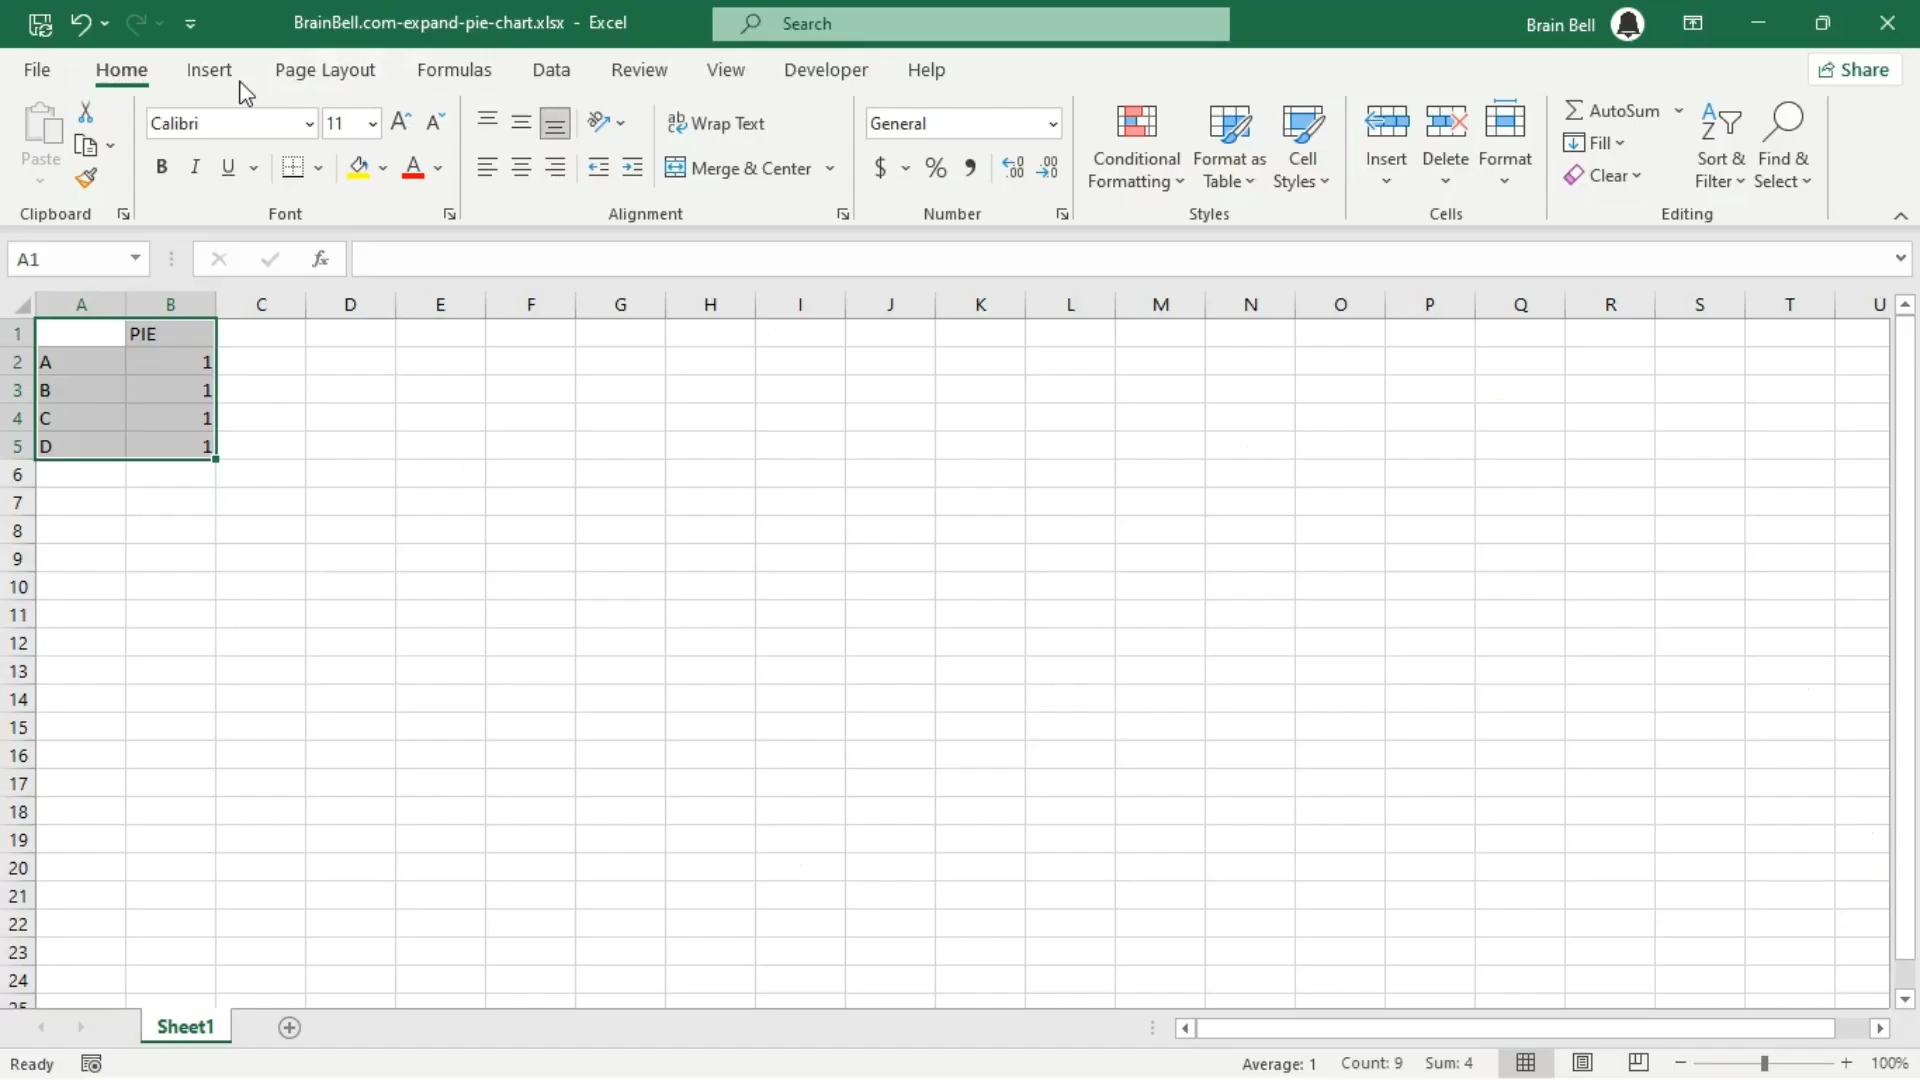 BrainBell.com-expand-pie-chart.xlsx - Excel
Search
Brain Bell
File Home Insert Page Layout Formulas Data Review View Developer Help
Share
Paste
Clipboard
Calibri 11
B I U
Font
Wrap Text
Merge & Center
Alignment
General
$ % 9
Number
Conditional Formatting
Format as Table
Cell Styles
Styles
Insert Delete Format
Cells
AutoSum
Fill
Clear
Sort & Filter
Find & Select
Editing
A1
fx
A B C D E F G H I J K L M N O P Q R S T U
1 PIE
2 A 1
3 B 1
4 C 1
5 D 1
6
7
8
9
10
11
12
13
14
15
16
17
18
19
20
21
22
23
24
25
Sheet1
Ready
Average: 1 Count: 9 Sum: 4
100%